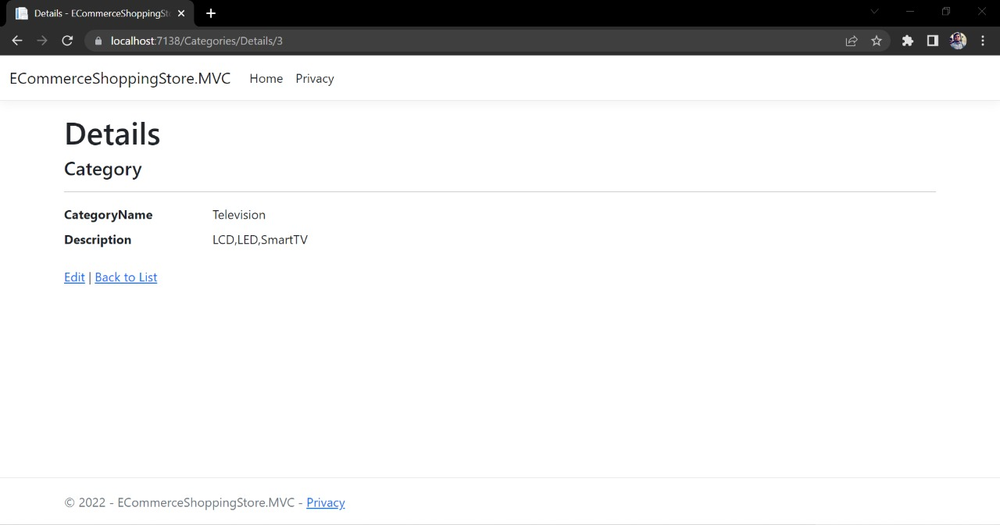 Details - ECommerceShoppingSt
localhost:7138/Categories/Details/3
ECommerceShoppingStore.MVC Home Privacy
Details
Category
CategoryName Television
Description LCD,LED,SmartTV
Edit | Back to List
© 2022 - ECommerceShoppingStore.MVC - Privacy